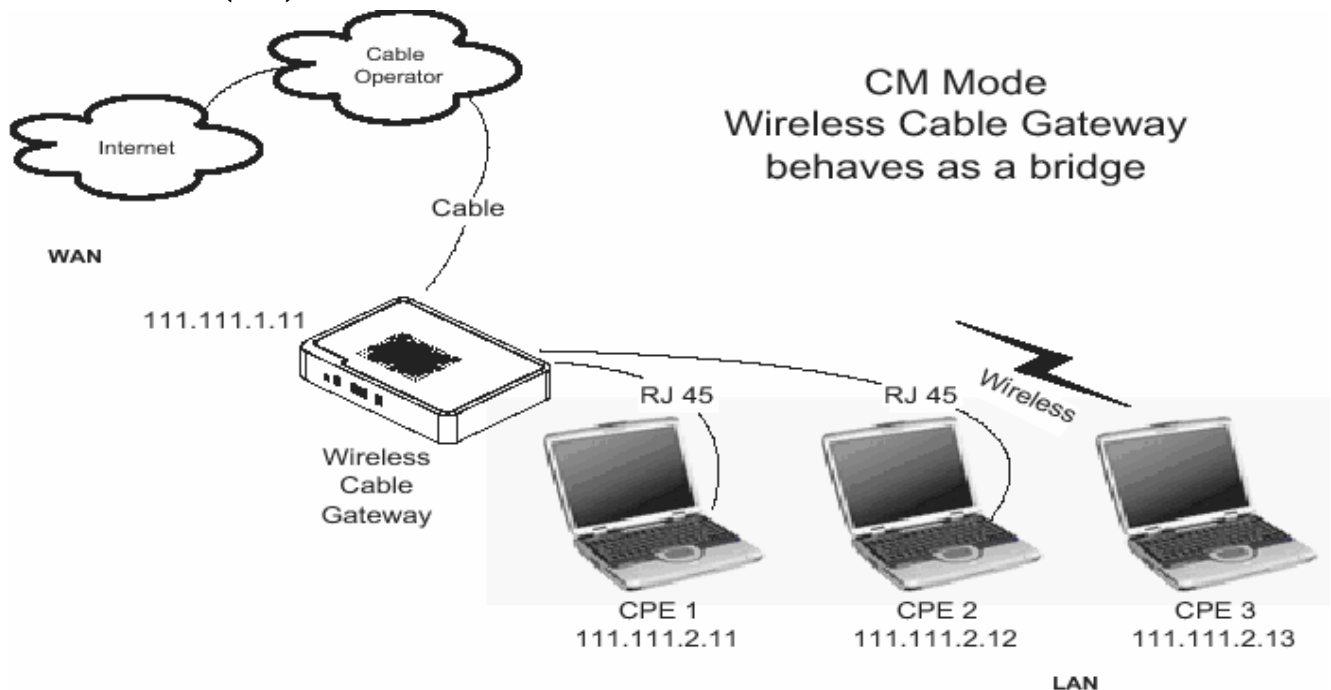 Cable
Operator
Internet
CM Mode
Wireless Cable Gateway
behaves as a bridge
Cable
WAN
111.111.1.11
RJ 45
RJ 45
Wireless
Wireless
Cable
Gateway
CPE 1
111.111.2.11
CPE 2
111.111.2.12
CPE 3
111.111.2.13
LAN